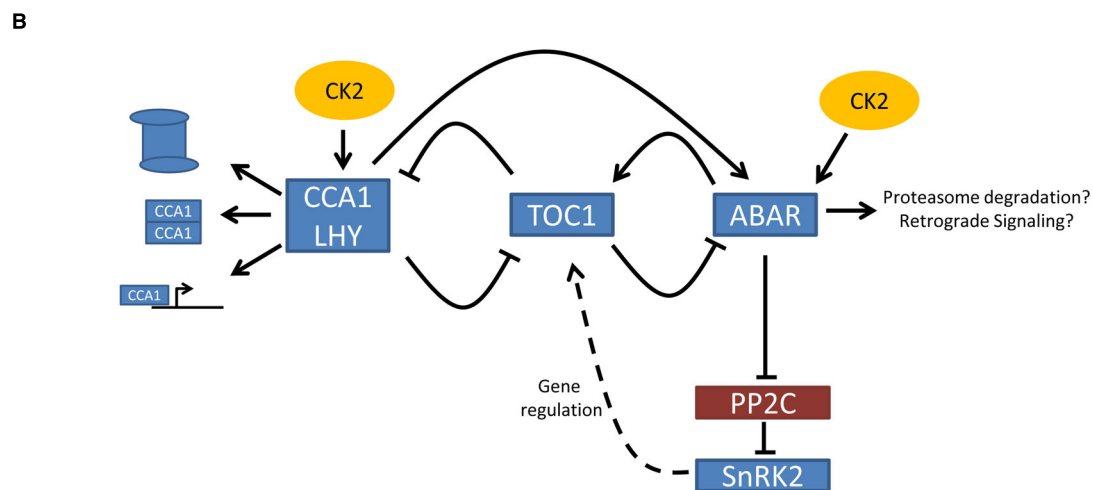 B
CK2
CK2
CCA1
LHY
TOC1
ABAR
Proteasome degradation?
Retrograde Signaling?
CCA1
CCA1
CCA1
Gene
regulation
PP2C
SnRK2